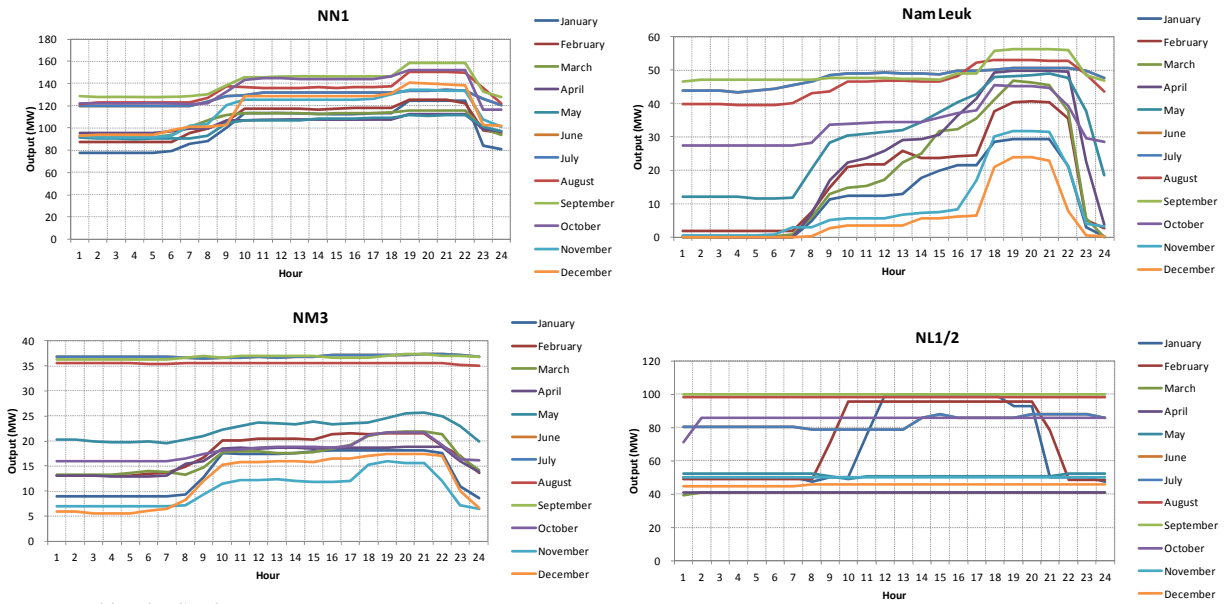 NN1
Output (MW)
180
160
140
120
100
80
60
40
20
0
1 2 3 4 5 6 7 8 9 10 11 12 13 14 15 16 17 18 19 20 21 22 23 24
Hour
January
February
March
April
May
June
July
August
September
October
November
December
NamLeuk
Output (MW)
60
50
40
30
20
10
0
1 2 3 4 5 6 7 8 9 10 11 12 13 14 15 16 17 18 19 20 21 22 23 24
Hour
January
February
March
April
May
June
July
August
September
October
November
December
NM3
Output (MW)
40
35
30
25
20
15
10
5
0
1 2 3 4 5 6 7 8 9 10 11 12 13 14 15 16 17 18 19 20 21 22 23 24
Hour
January
February
March
April
May
June
July
August
September
October
November
December
NL1/2
Output (MW)
120
100
80
60
40
20
0
1 2 3 4 5 6 7 8 9 10 11 12 13 14 15 16 17 18 19 20 21 22 23 24
Hour
January
February
March
April
May
June
July
August
September
October
November
December